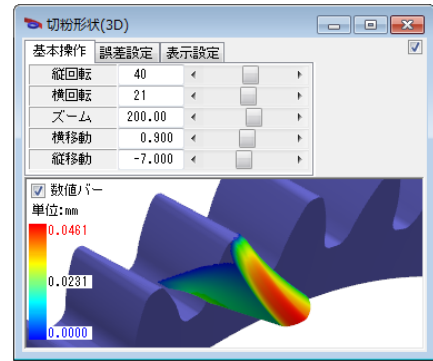 切粉形状(3D)
基本操作 誤差設定 表示設定
縦回転 40
横回転 21
ズーム 200.00
横移動 0.900
縦移動 -7.000
数値バー
単位:mm
0.0461
0.0231
0.0000